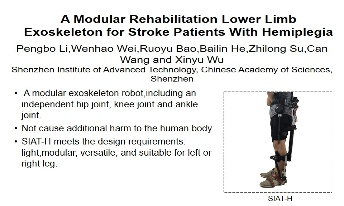 A Modular Rehabilitation Lower Limb
Exoskeleton for Stroke Patients With Hemiplegia
Pengbo Li,Wenhao Wei,Ruoyu Bao,Bailin He,Zhilong Su,Can
Wang and Xinyu Wu
Shenzhen Institute of Advanced Technology, Chinese Academy of Sciences,
Shenzhen
• A modular exoskeleton robot,including an
independent hip joint, knee joint and ankle
joint.
• Not cause additional harm to the human body
• SIAT-H meets the design requirements,
light,modular, versatile, and suitable for left or
right leg.
SIAT-H